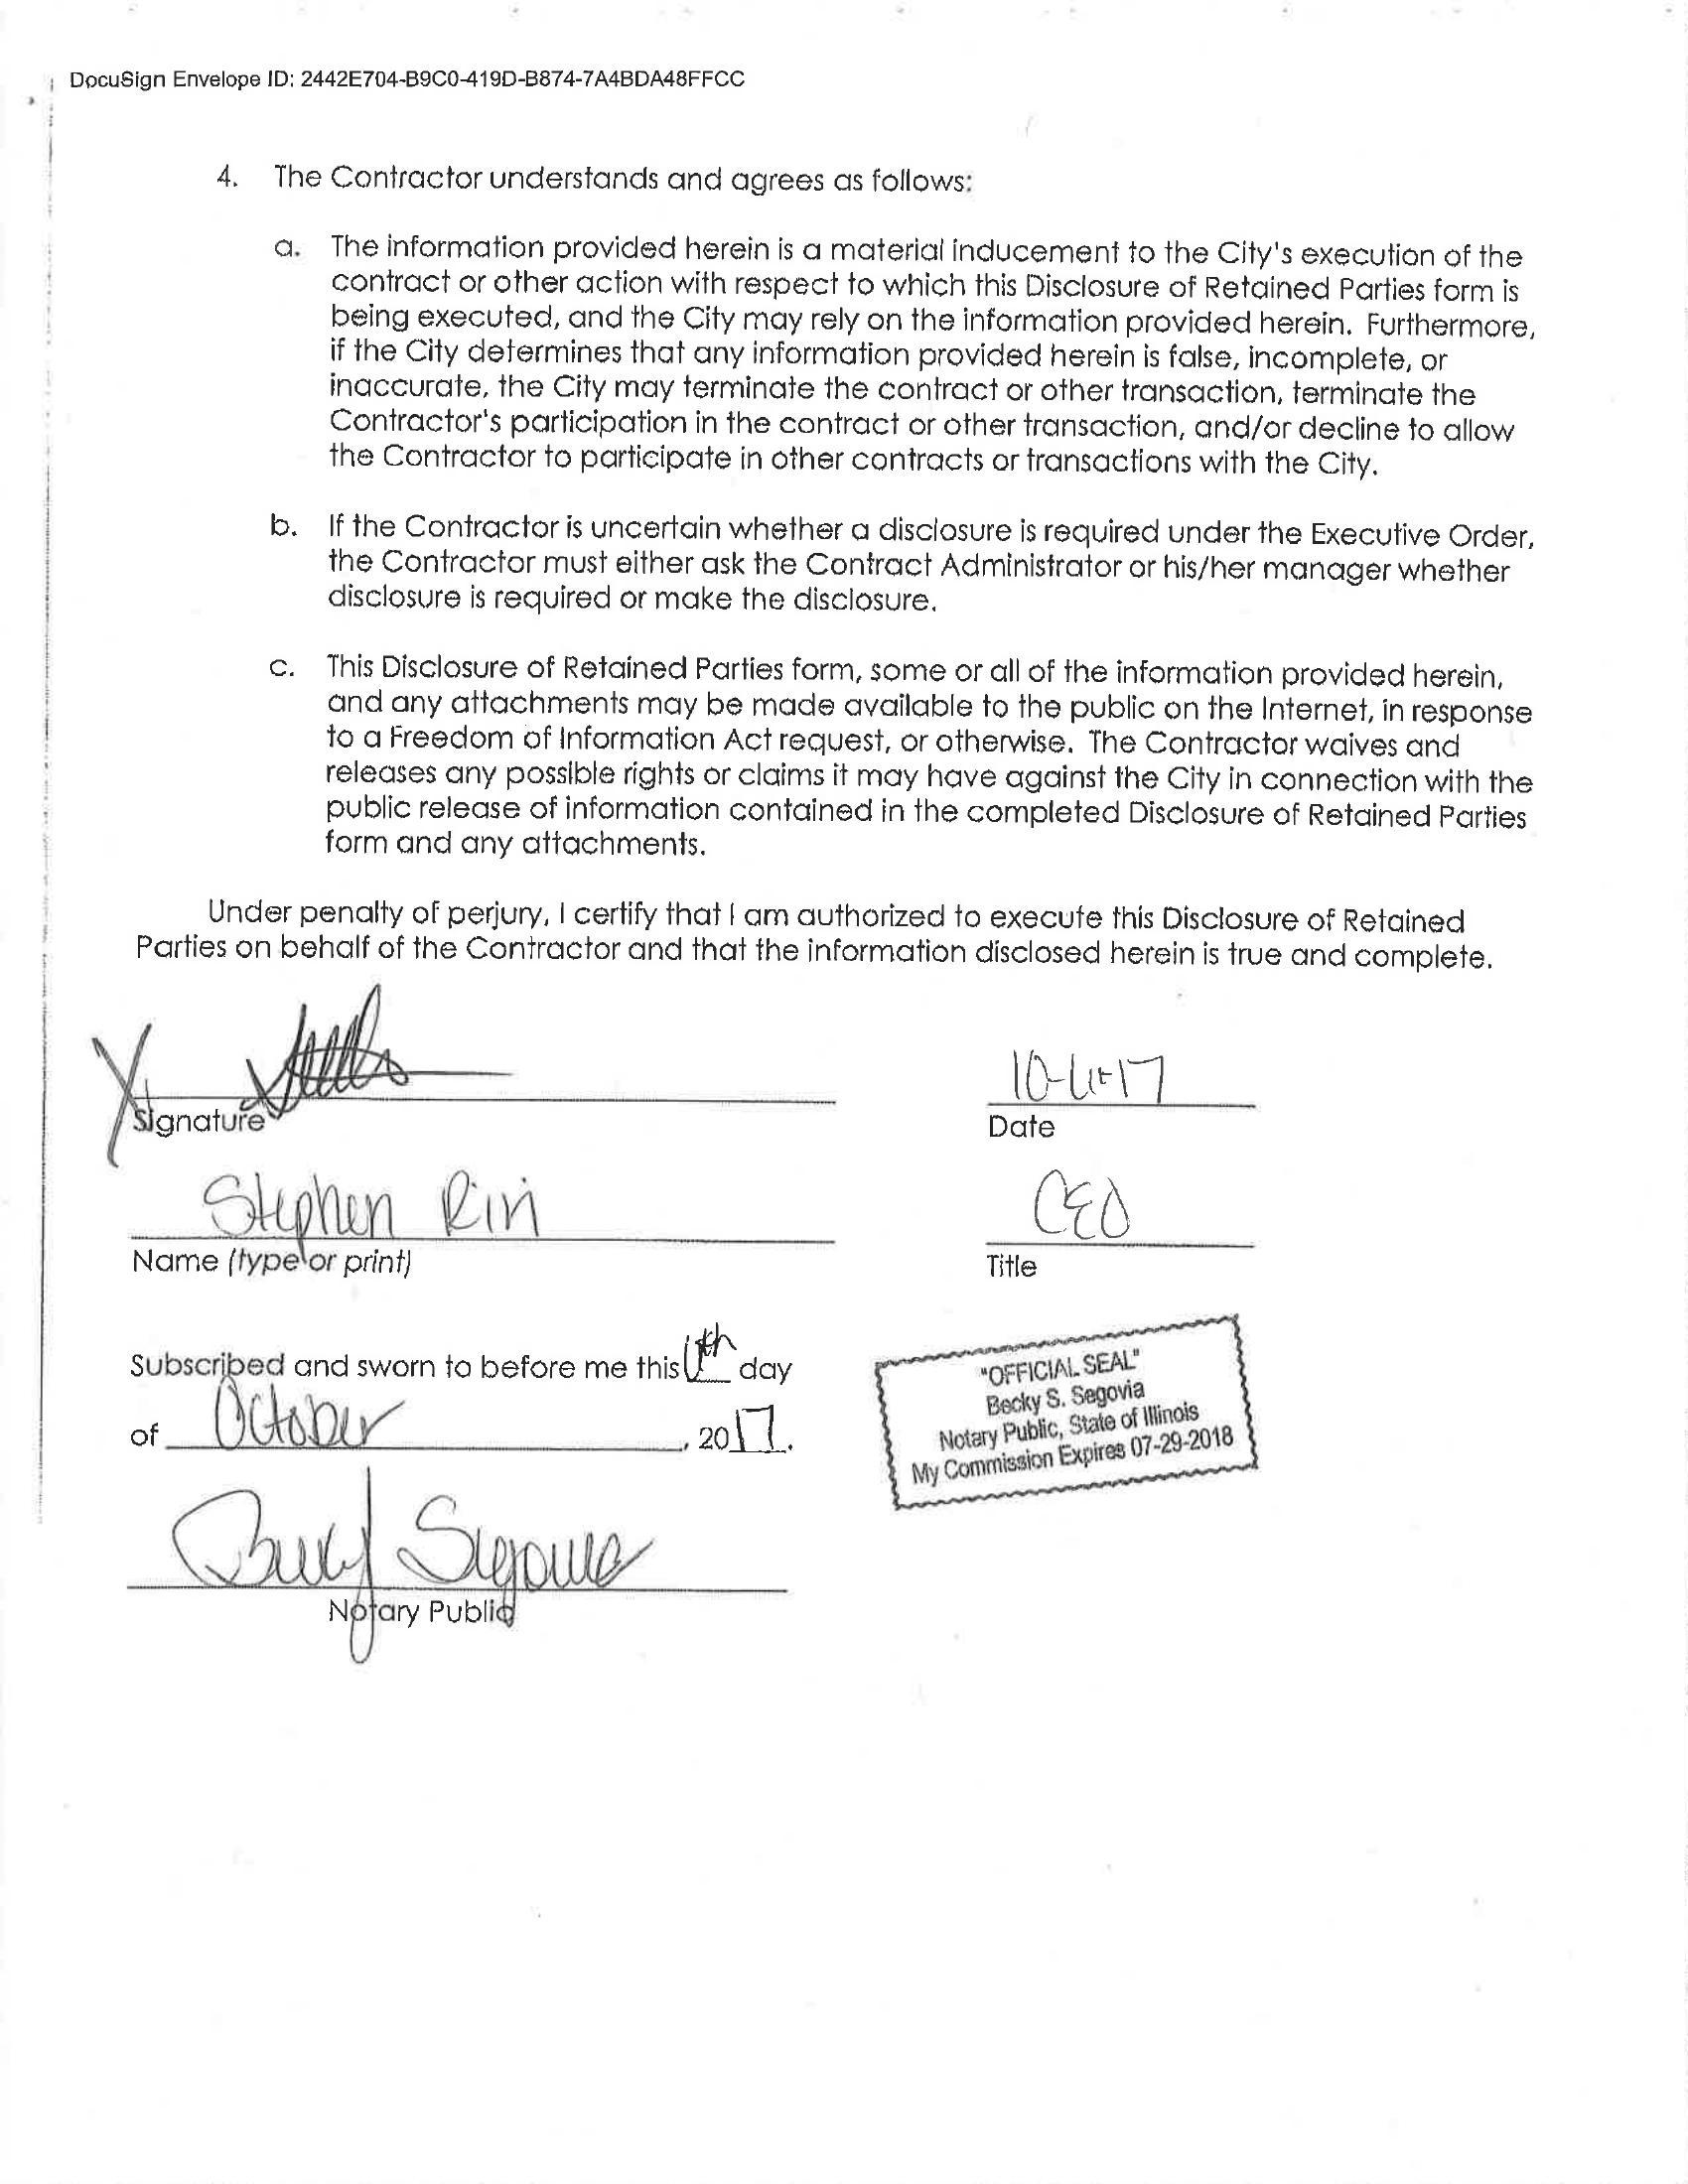 DocuSign Envelope ID: 2442E704-B9C0-419D-B874-7A4BDA48FFCC
4. The Contractor understands and agrees as follows:
a. The information provided herein is a material inducement to the City's execution of the
contract or other action with respect to which this Disclosure of Retained Parties form is
being executed, and the City may rely on the information provided herein. Furthermore,
if the City determines that any information provided herein is false, incomplete, or
inaccurate, the City may terminate the contract or other transaction, terminate the
Contractor's participation in the contract or other transaction, and/or decline to allow
the Contractor to participate in other contracts or transactions with the City.
b. If the Contractor is uncertain whether a disclosure is required under the Executive Order,
the Contractor must either ask the Contract Administrator or his/her manager whether
disclosure is required or make the disclosure.
c. This Disclosure of Retained Parties form, some or all of the information provided herein,
and any attachments may be made available to the public on the Internet, in response
to a Freedom of Information Act request, or otherwise. The Contractor waives and
releases any possible rights or claims it may have against the City in connection with the
public release of information contained in the completed Disclosure of Retained Parties
form and any attachments.
Under penalty of perjury, I certify that I am authorized to execute this Disclosure of Retained
Parties on behalf of the Contractor and that the information disclosed herein is true and complete.
X
Signature
Date
Stephen
CEO
Name (type or print)
Title
Subscribed and sworn to before me this day
of October, 2017.
"OFFICIAL SEAL"
Becky S. Segovia
Notary Public, State of Illinois
My Commission Expires 07-29-2018
Becky Segovia
Notary Public